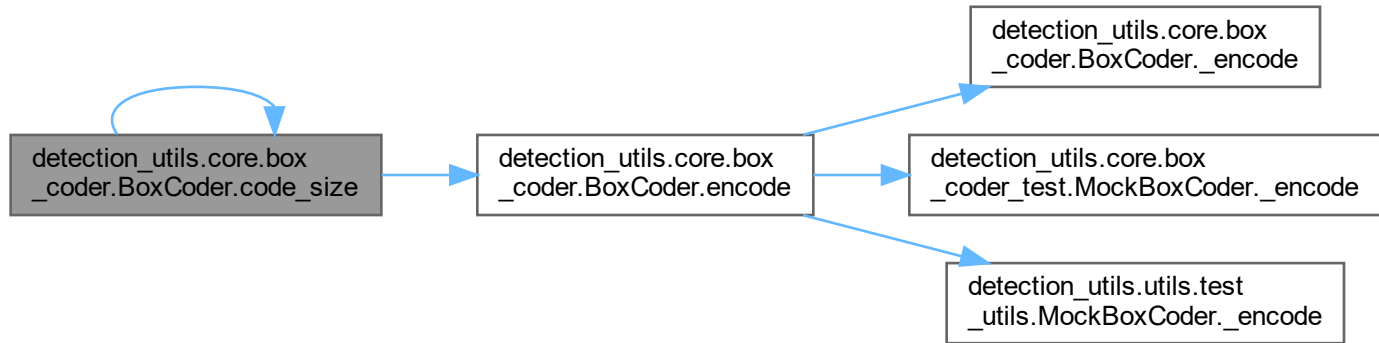 detection_utils.core.box
_coder.BoxCoder.code_size
detection_utils.core.box
_coder.BoxCoder.encode
detection_utils.core.box
_coder.BoxCoder._encode
detection_utils.core.box
_coder_test.MockBoxCoder._encode
detection_utils.utils.test
_utils.MockBoxCoder._encode